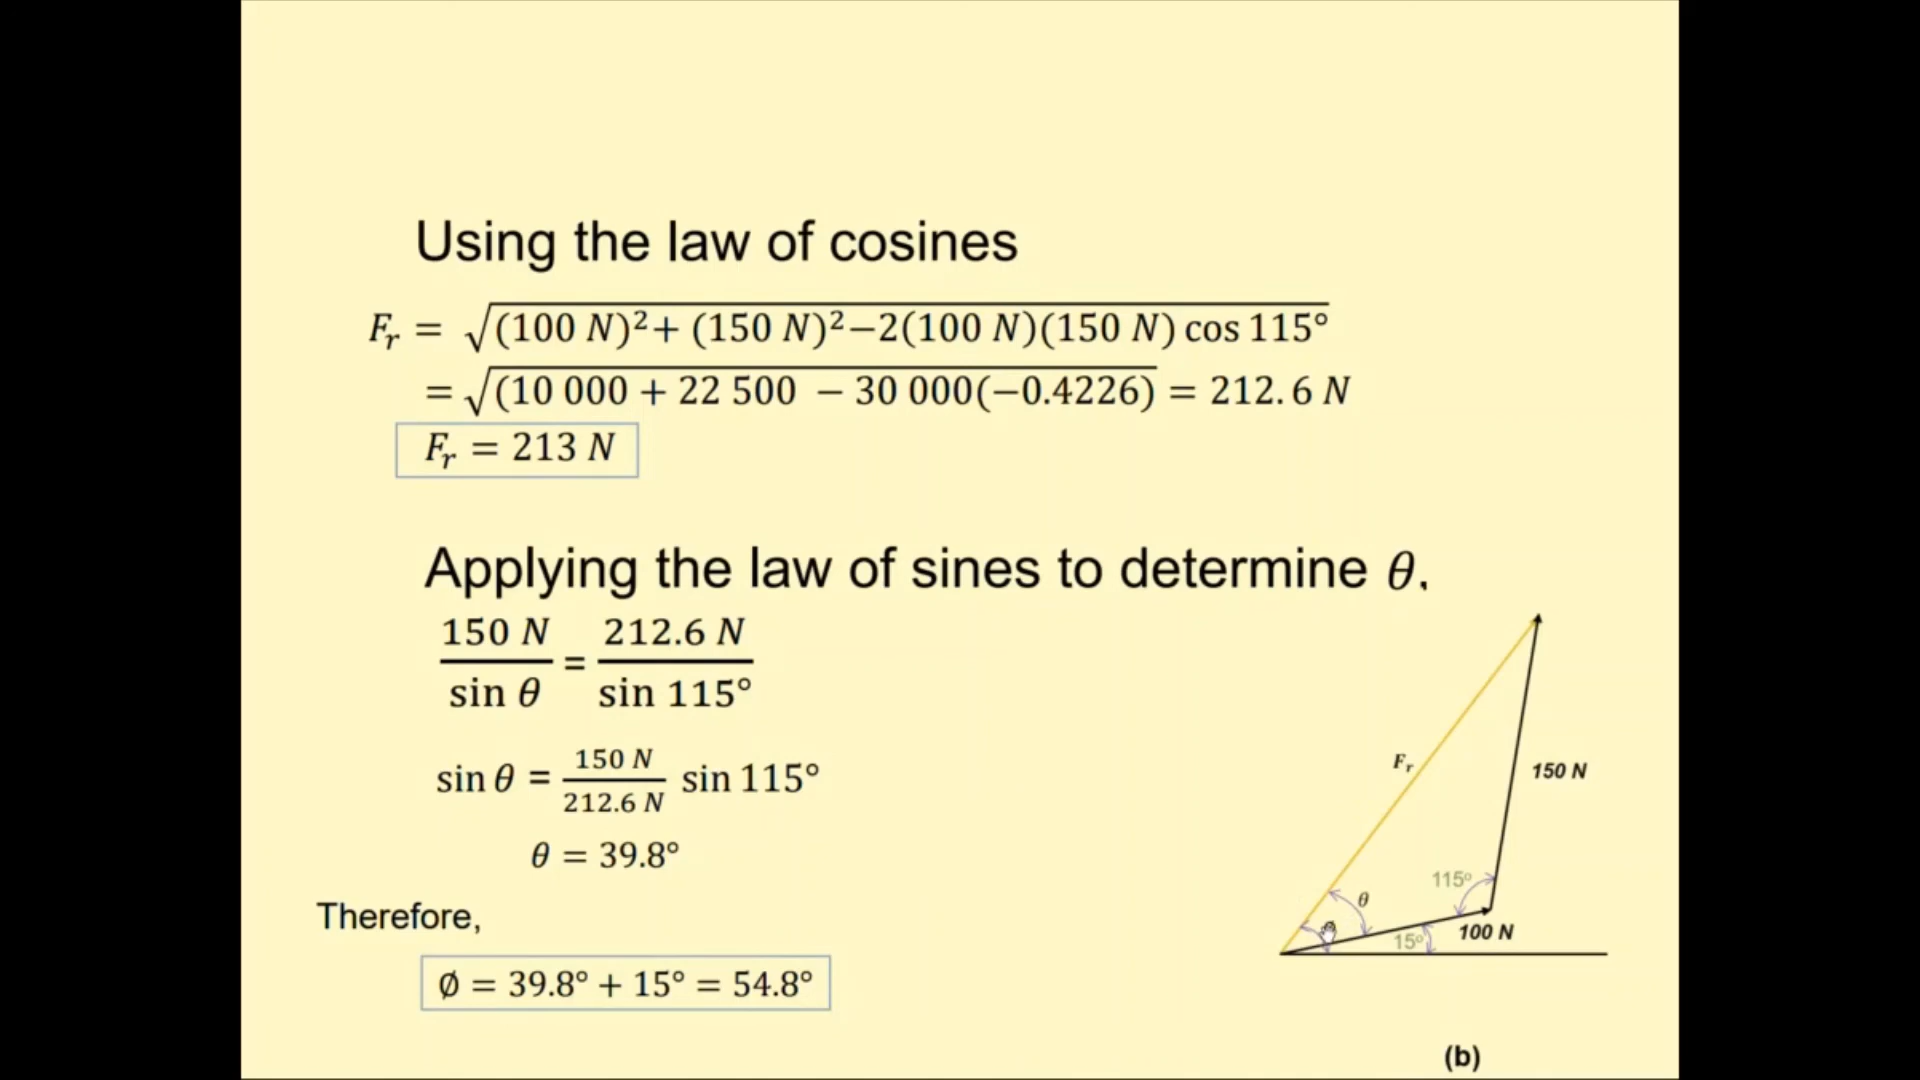 Using the law of cosines
F_r = √((100 N)²+ (150 N)²−2(100 N)(150 N) cos 115°
= √((10 000 + 22 500 − 30 000(−0.4226) = 212.6 N
F_r = 213 N
Applying the law of sines to determine θ.
150 N / sin θ = 212.6 N / sin 115°
sin θ = 150 N / 212.6 N sin 115°
θ = 39.8°
Therefore,
∅ = 39.8° + 15° = 54.8°
F_r
150 N
115°
θ
∅
15°
100 N
(b)